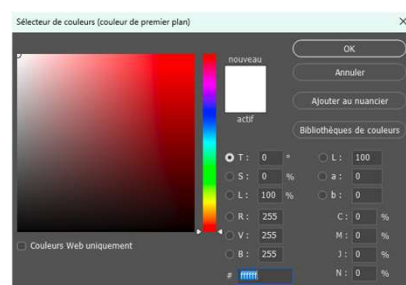 Sélecteur de couleurs (couleur de premier plan)
nouveau
actif
OK
Annuler
Ajouter au nuancier
Bibliothèques de couleurs
T : 0 °
S : 0 %
L : 100 %
R : 255
V : 255
B : 255
# ffffff
L : 100
a : 0
b : 0
C : 0 %
M : 0 %
J : 0 %
N : 0 %
Couleurs Web uniquement